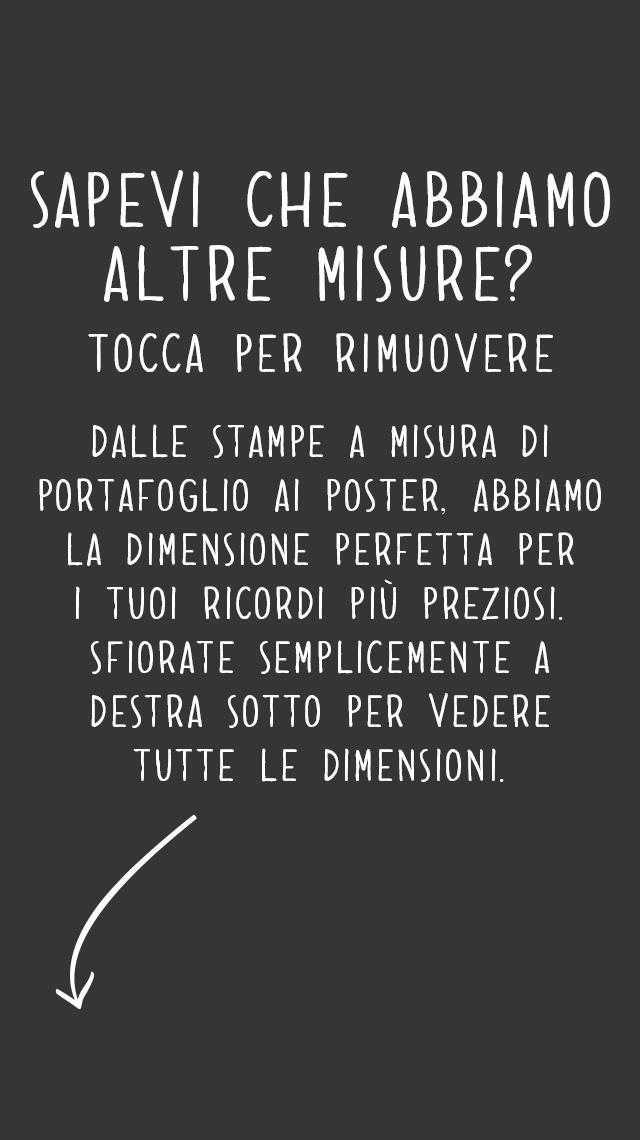 SAPEVI CHE ABBIAMO
ALTRE MISURE?
TOCCA PER RIMUOVERE
DALLE STAMPE A MISURA DI
PORTAFOGLIO AI POSTER, ABBIAMO
LA DIMENSIONE PERFETTA PER
I TUOI RICORDI PIÙ PREZIOSI.
SFIORATE SEMPLICEMENTE A
DESTRA SOTTO PER VEDERE
TUTTE LE DIMENSIONI.